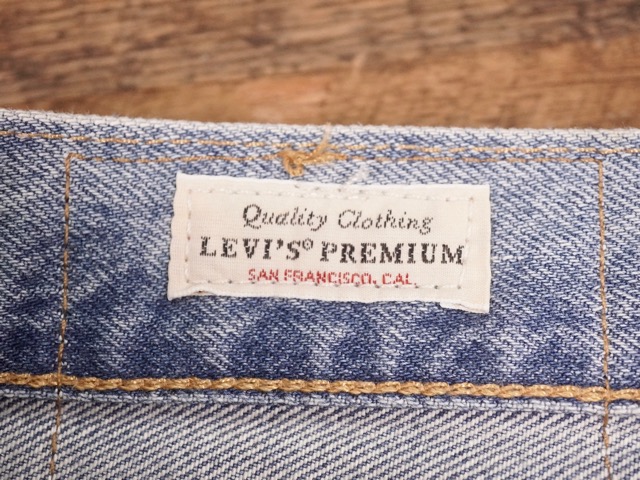 Quality Clothing
LEVI'S® PREMIUM
SAN FRANCISCO, CAL.